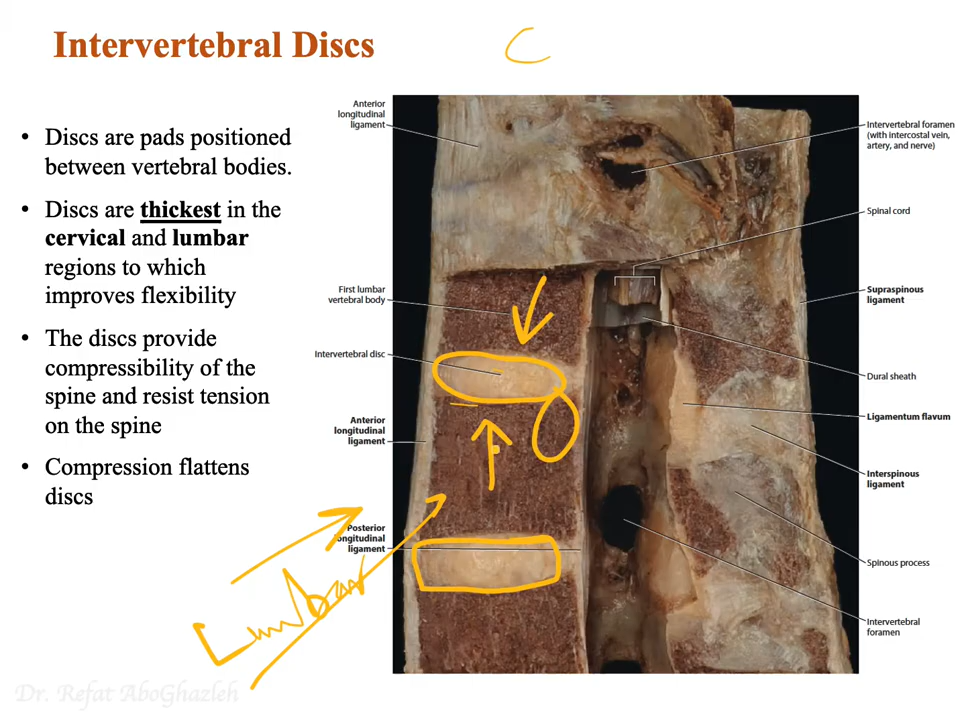 Intervertebral Discs
C
• Discs are pads positioned
between vertebral bodies.
• Discs are thickest in the
cervical and lumbar
regions to which
improves flexibility
• The discs provide
compressibility of the
spine and resist tension
on the spine
• Compression flattens
discs
Anterior
longitudinal
ligament
First lumbar
vertebral body
Intervertebral disc
Anterior
longitudinal
ligament
Posterior
longitudinal
ligament
Intervertebral foramen
(with intercostal vein,
artery, and nerve)
Spinal cord
Supraspinous
ligament
Dural sheath
Ligamentum flavum
Interspinous
ligament
Spinous process
Intervertebral
foramen
Lumbar
Dr. Refat AboGhazleh